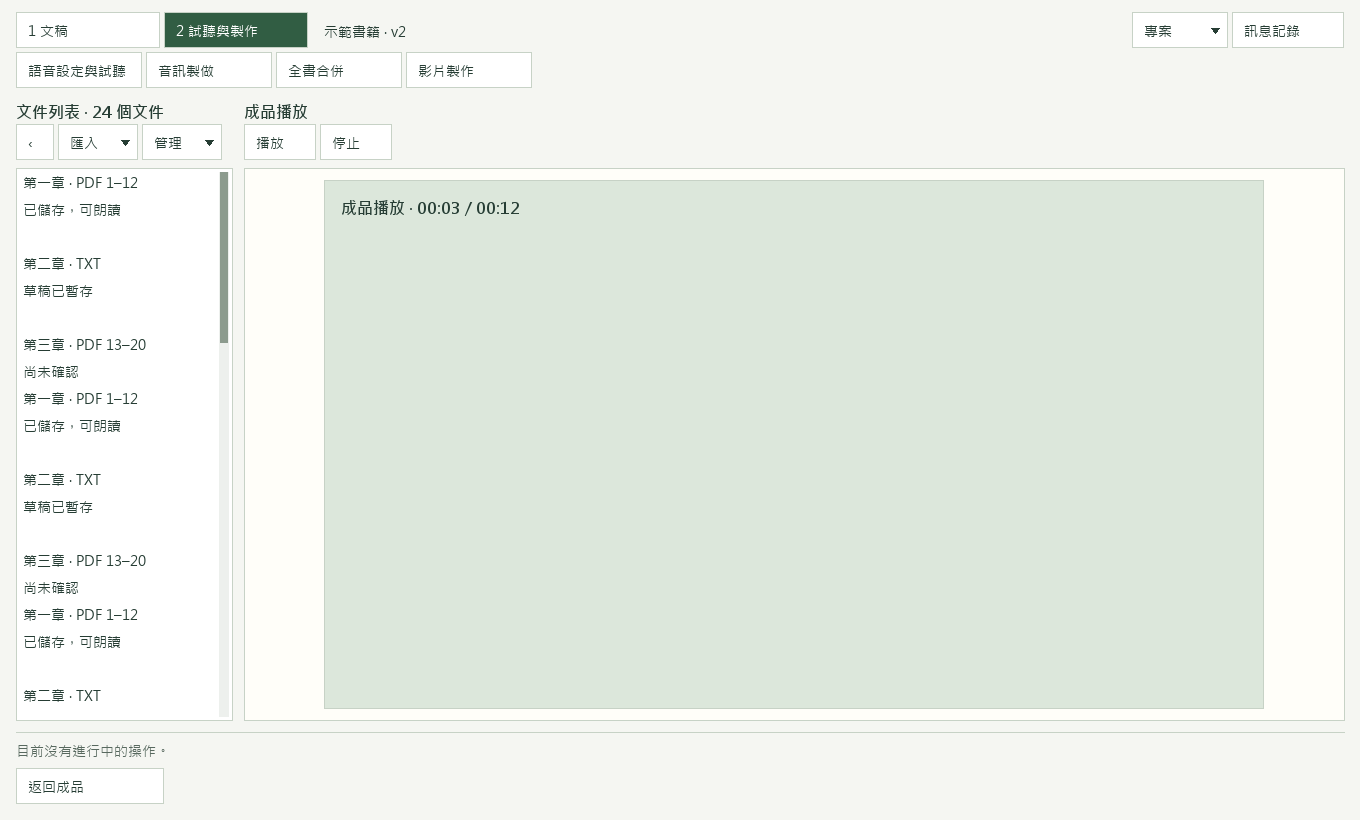 1 文稿
2 試聽與製作
示範書籍 · v2
專案
訊息記錄
語音設定與試聽
音訊製做
全書合併
影片製作
文件列表 · 24 個文件
‹
匯入
管理
第一章 · PDF 1–12
已儲存，可朗讀
第二章 · TXT
草稿已暫存
第三章 · PDF 13–20
尚未確認
第一章 · PDF 1–12
已儲存，可朗讀
第二章 · TXT
草稿已暫存
第三章 · PDF 13–20
尚未確認
第一章 · PDF 1–12
已儲存，可朗讀
第二章 · TXT
成品播放
播放
停止
成品播放 · 00:03 / 00:12
目前沒有進行中的操作。
返回成品